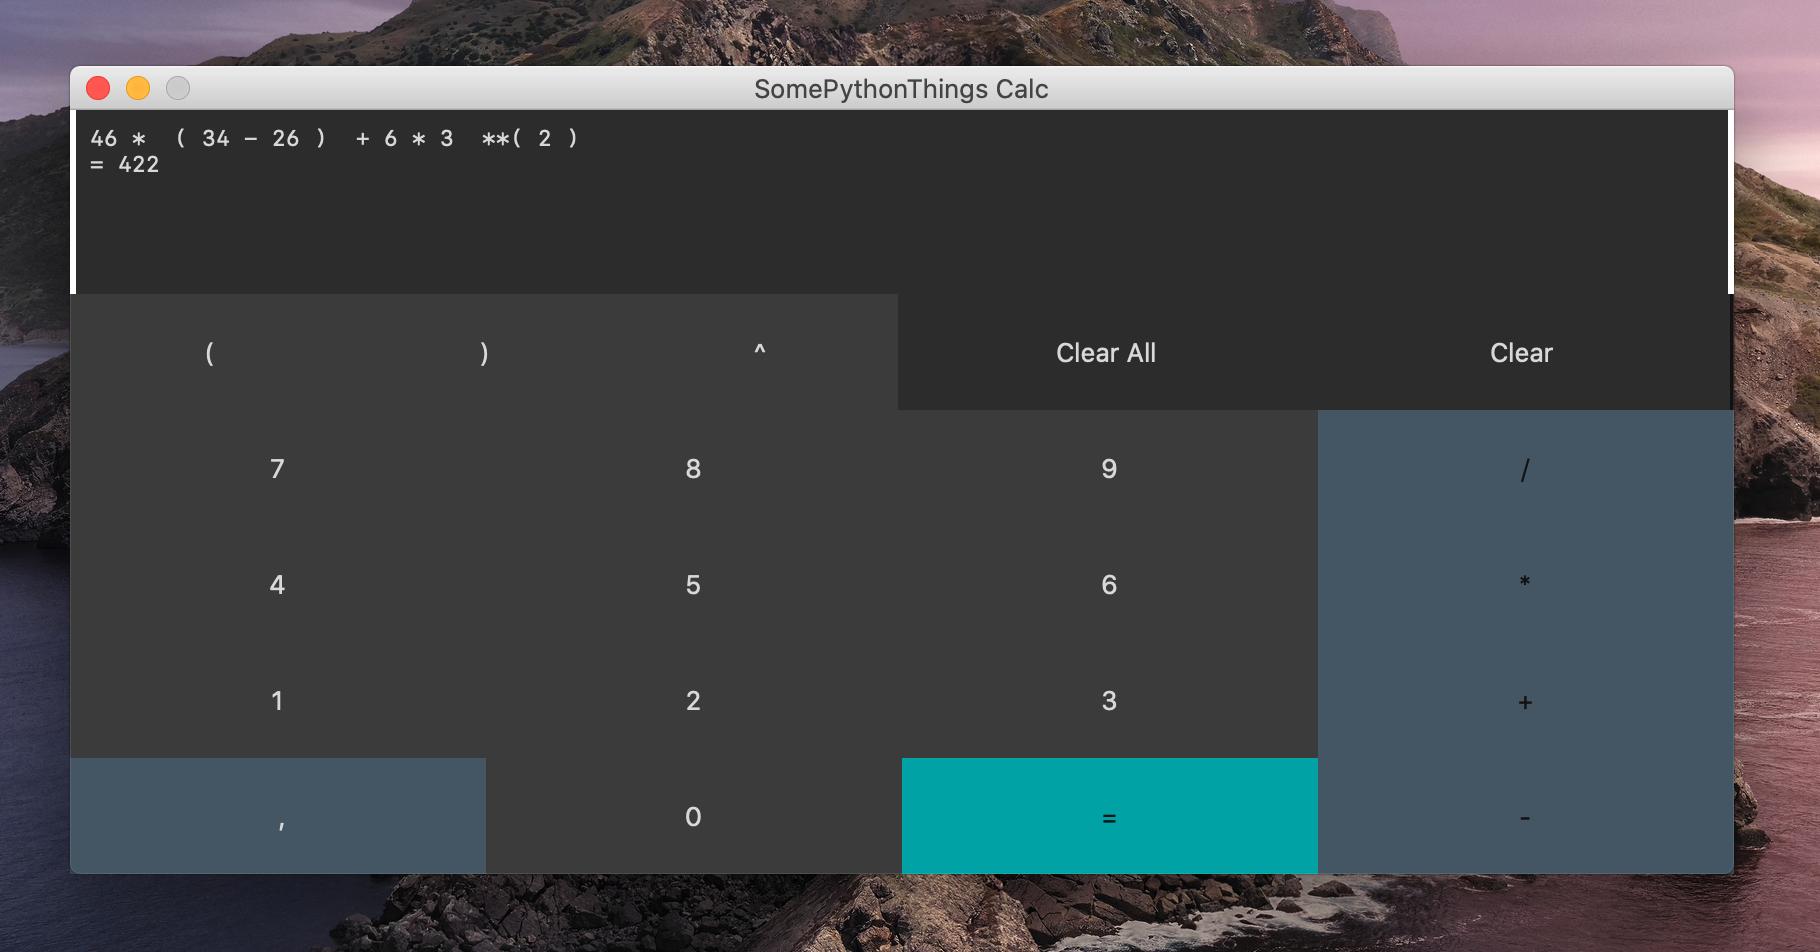 SomePythonThings Calc
46 *  ( 34 - 26 )  + 6 * 3  **( 2 )
= 422
( ) ^ Clear All Clear
7 8 9 /
4 5 6 *
1 2 3 +
, 0 = -